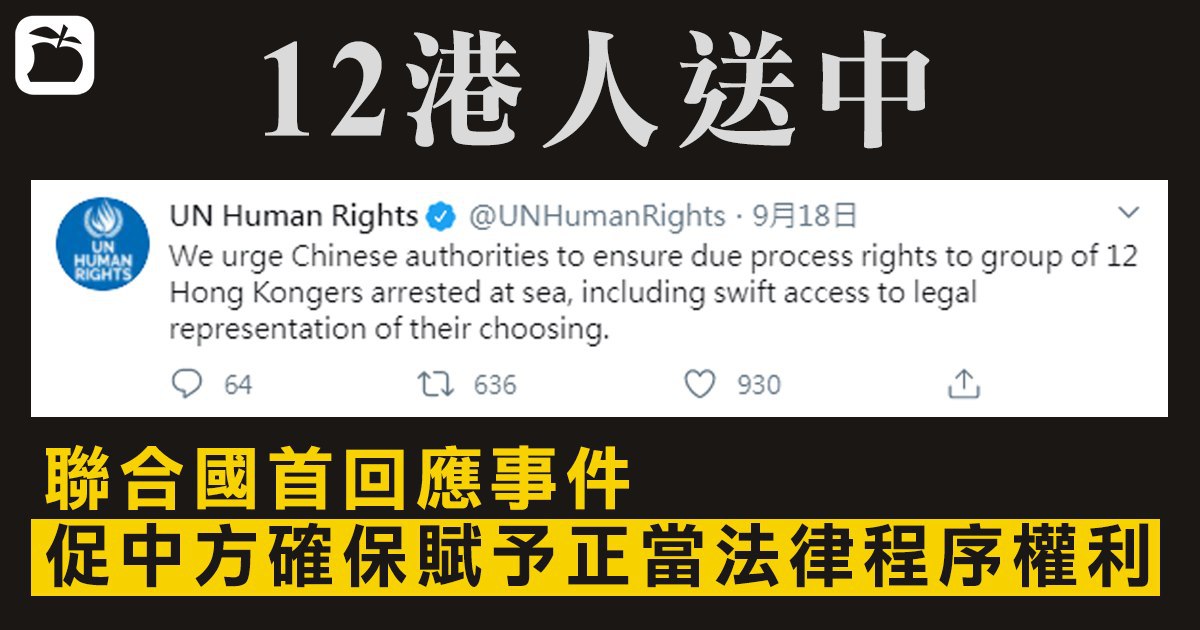 12港人送中
UN Human Rights @UNHumanRights · 9月18日
We urge Chinese authorities to ensure due process rights to group of 12
Hong Kongers arrested at sea, including swift access to legal
representation of their choosing.
UN
HUMAN
RIGHTS
64 636 930
聯合國首回應事件
促中方確保賦予正當法律程序權利